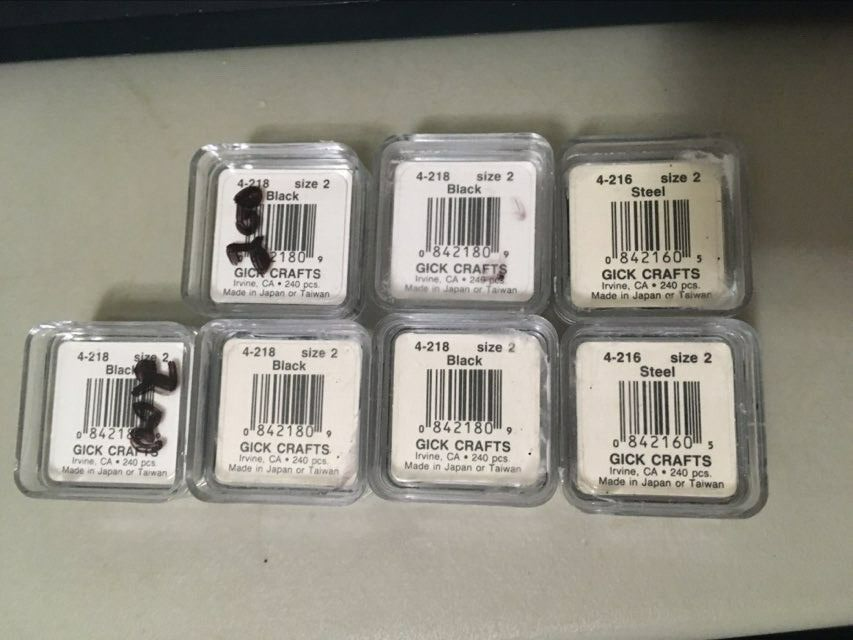 4-218 size 2
Black
2180 9
GICK CRAFTS
Irvine, CA • 240 pcs.
Made in Japan or Taiwan
4-218 size 2
Black
0 842180 9
GICK CRAFTS
Irvine, CA • 240 pcs.
Made in Japan or Taiwan
4-216 size 2
Steel
0 842160 5
GICK CRAFTS
Irvine, CA • 240 pcs.
Made in Japan or Taiwan
4-218 size 2
Black
0 842180 9
GICK CRAFTS
Irvine, CA • 240 pcs.
Made in Japan or Taiwan
4-218 size 2
Black
0 842180 9
GICK CRAFTS
Irvine, CA • 240 pcs.
Made in Japan or Taiwan
4-218 size 2
Black
0 842180 9
GICK CRAFTS
Irvine, CA • 240 pcs.
Made in Japan or Taiwan
4-216 size 2
Steel
0 842160 5
GICK CRAFTS
Irvine, CA • 240 pcs.
Made in Japan or Taiwan